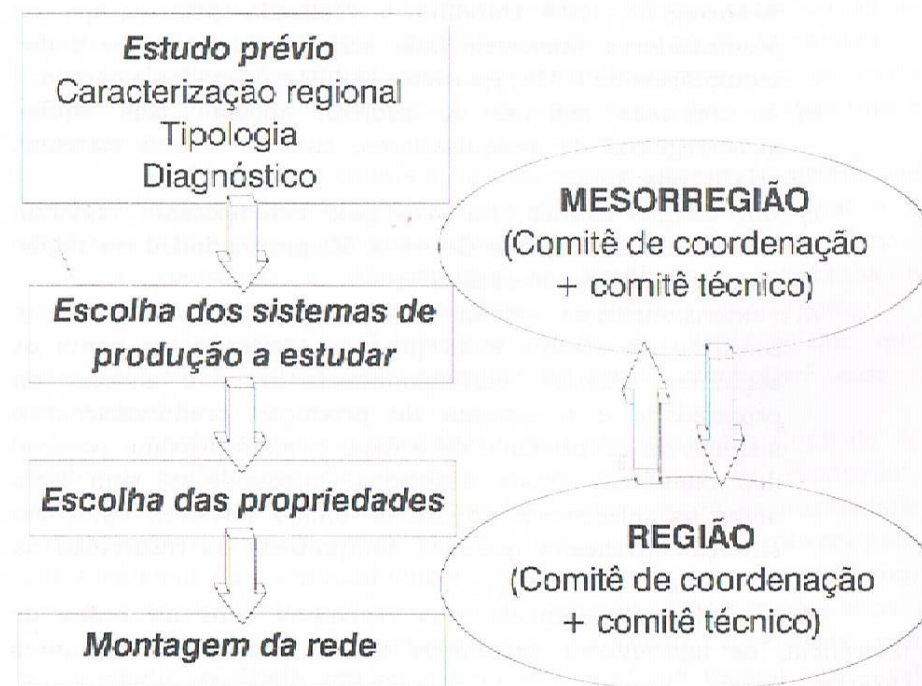 Estudo prévio
Caracterização regional
Tipologia
Diagnóstico
Escolha dos sistemas de
produção a estudar
Escolha das propriedades
Montagem da rede
MESORREGIÃO
(Comitê de coordenação
+ comitê técnico)
REGIÃO
(Comitê de coordenação
+ comitê técnico)